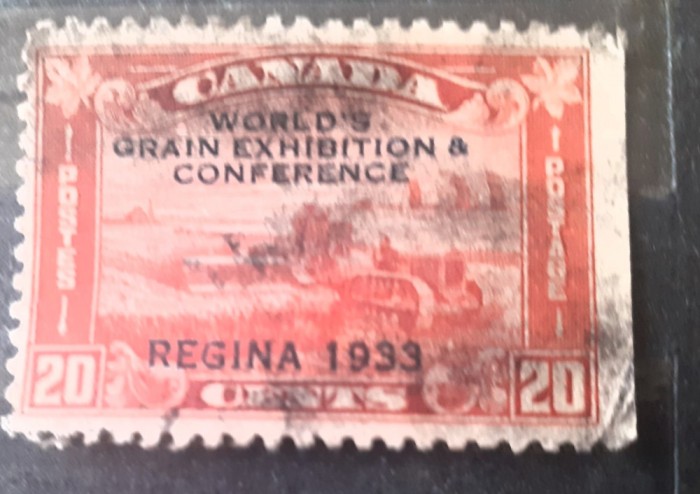 CANADA
WORLD'S
GRAIN EXHIBITION &
CONFERENCE
POSTES
POSTAGE
REGINA 1933
20 CENTS 20